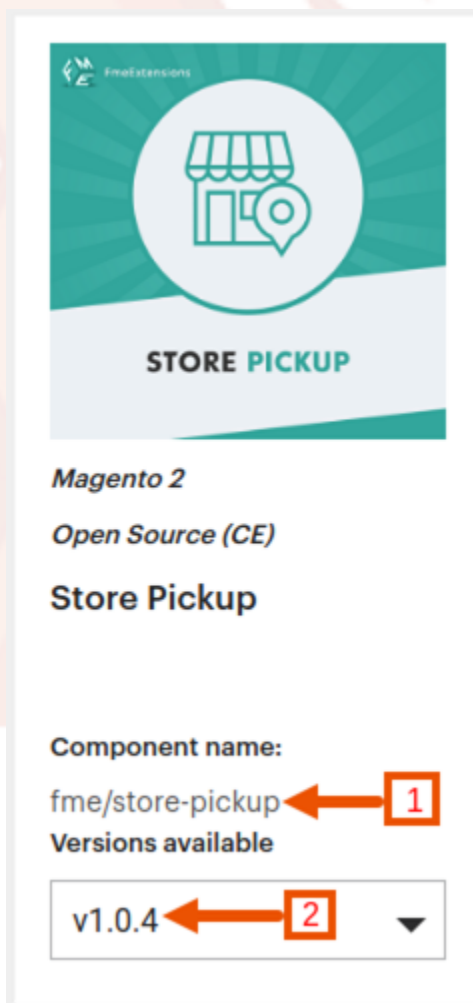 FME FmeExtensions
STORE PICKUP
Magento 2
Open Source (CE)
Store Pickup
Component name:
fme/store-pickup 1
Versions available
v1.0.4 2